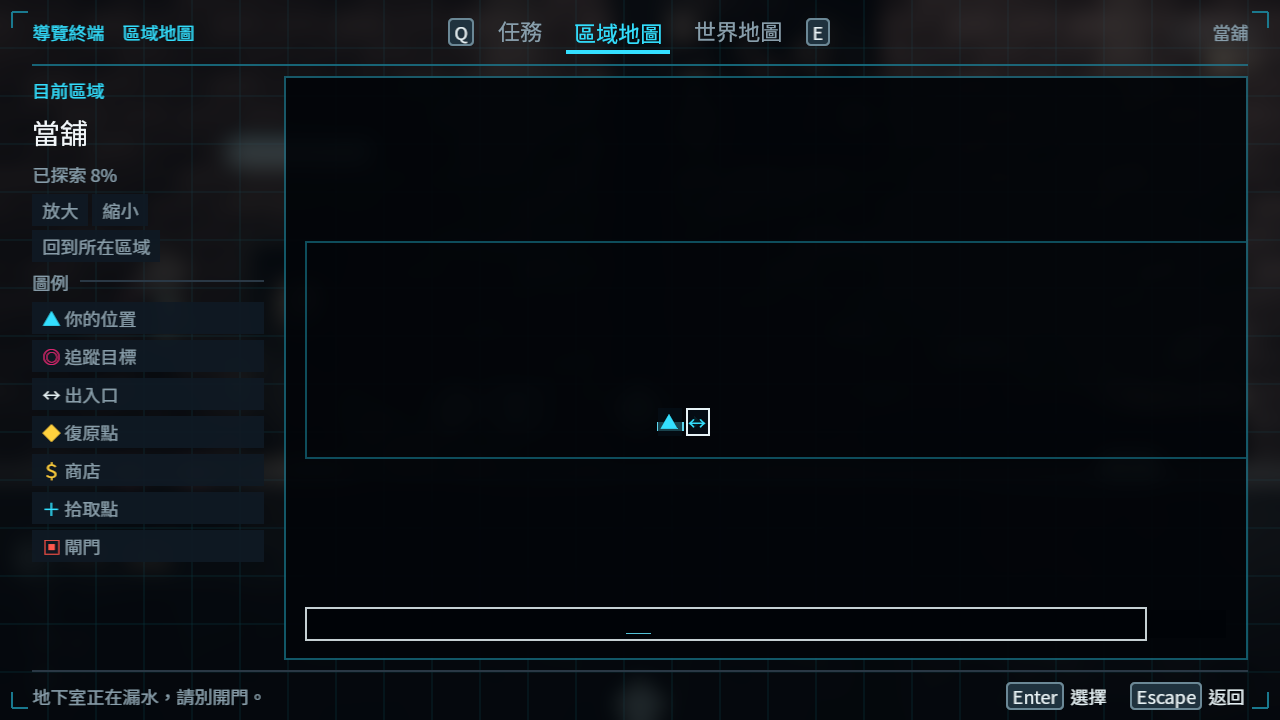 導覽終端 區域地圖
Q 任務 區域地圖 世界地圖 E
當舖
目前區域
當舖
已探索 8%
放大 縮小
回到所在區域
圖例
你的位置
追蹤目標
出入口
復原點
商店
拾取點
閘門
地下室正在漏水，請別開門。
Enter 選擇 Escape 返回